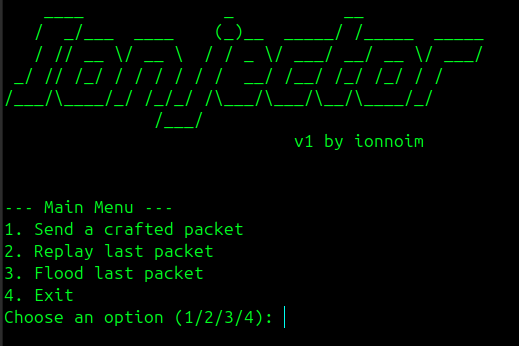 Ionjector
v1 by ionnoim
--- Main Menu ---
1. Send a crafted packet
2. Replay last packet
3. Flood last packet
4. Exit
Choose an option (1/2/3/4):